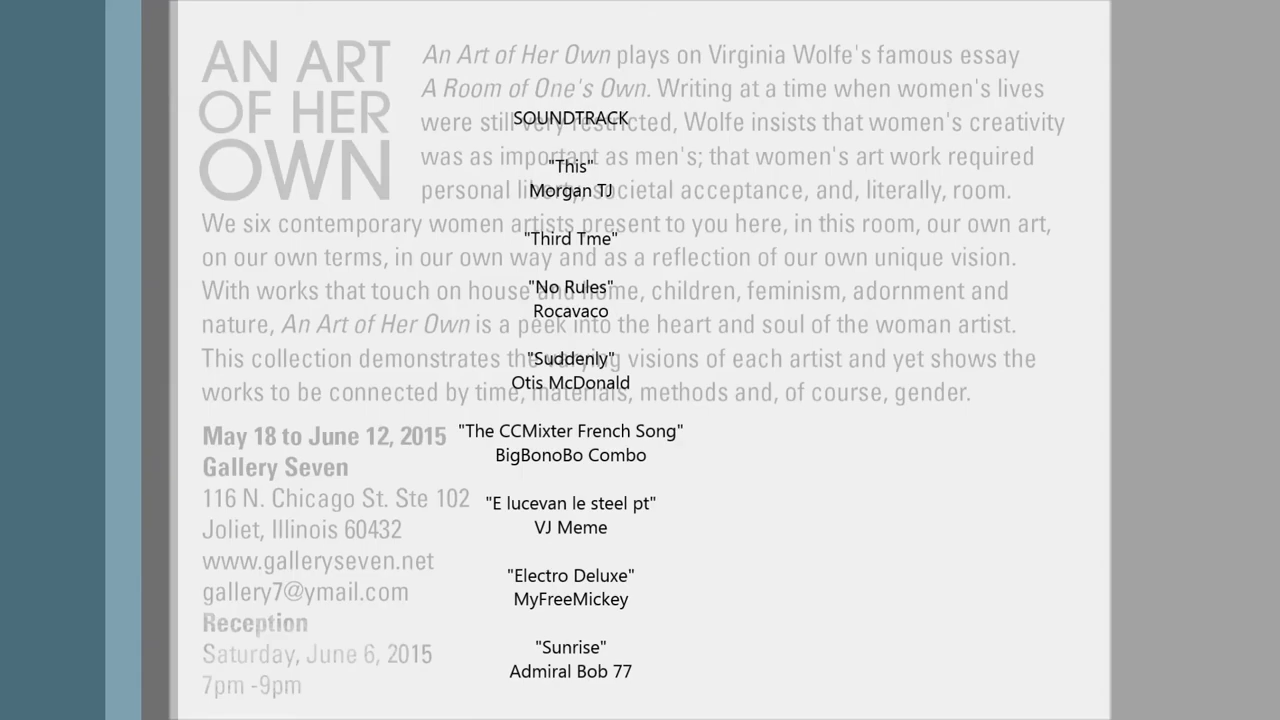 AN ART
OF HER
OWN
An Art of Her Own plays on Virginia Wolfe's famous essay
A Room of One's Own. Writing at a time when women's lives
were still very restricted, Wolfe insists that women's creativity
was as important as men's; that women's art work required
personal liberty, societal acceptance, and, literally, room.
We six contemporary women artists present to you here, in this room, our own art,
on our own terms, in our own way and as a reflection of our own unique vision.
With works that touch on house and home, children, feminism, adornment and
nature, An Art of Her Own is a peek into the heart and soul of the woman artist.
This collection demonstrates the varying visions of each artist and yet shows the
works to be connected by time, materials, methods and, of course, gender.
May 18 to June 12, 2015
Gallery Seven
116 N. Chicago St. Ste 102
Joliet, Illinois 60432
www.galleryseven.net
gallery7@ymail.com
Reception
Saturday, June 6, 2015
7pm -9pm
SOUNDTRACK
"This"
Morgan TJ
"Third Tme"
"No Rules"
Rocavaco
"Suddenly"
Otis McDonald
"The CCMixter French Song"
BigBonoBo Combo
"E lucevan le steel pt"
VJ Meme
"Electro Deluxe"
MyFreeMickey
"Sunrise"
Admiral Bob 77